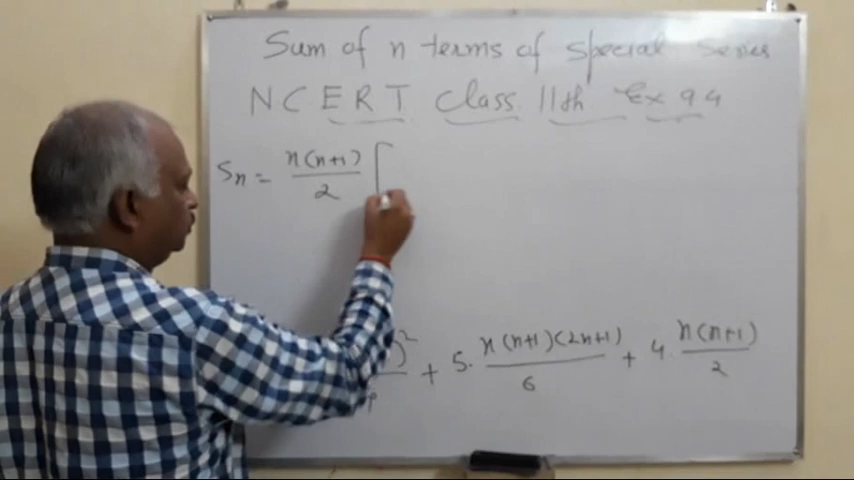 Sum of n terms of special series
NCERT Class 11th Ex 9.4
Sn = n(n+1)/2 [
)² + 5. n(n+1)(2n+1)/6 + 4. n(n+1)/2